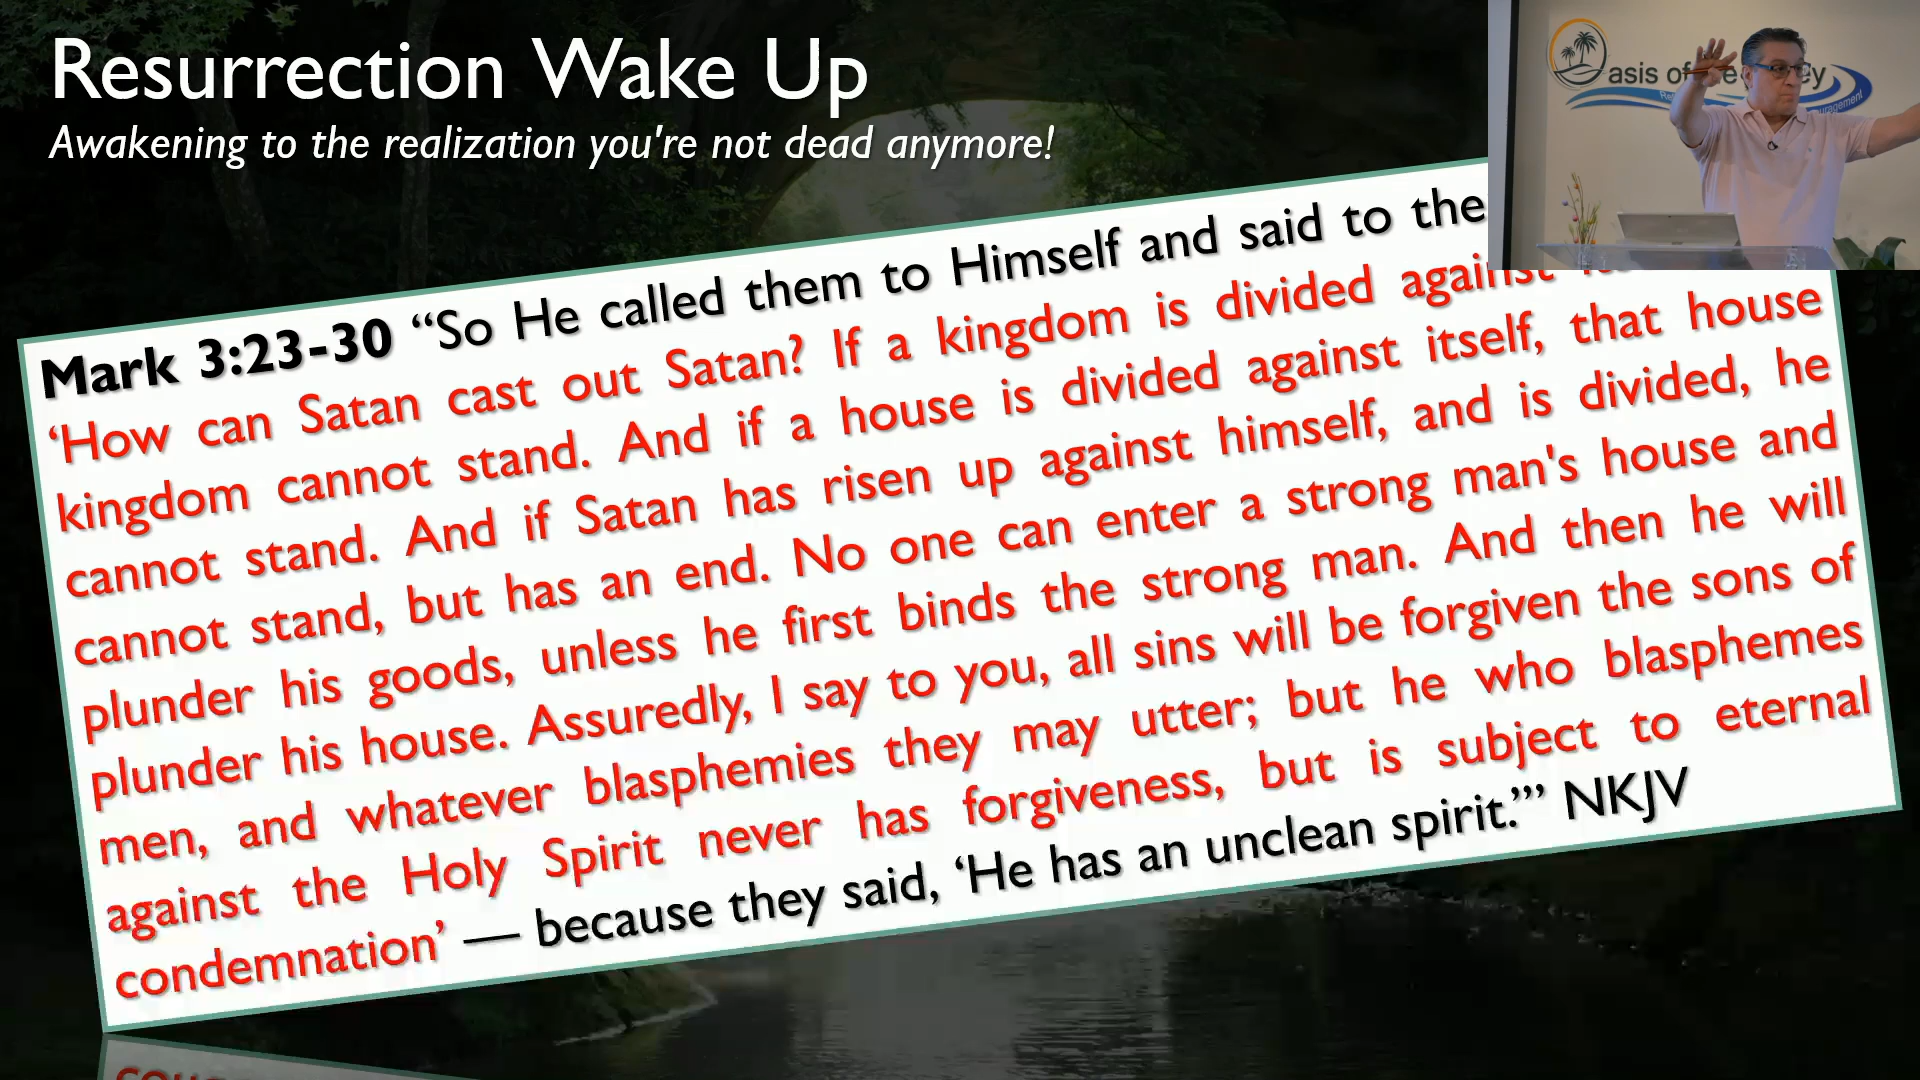 Resurrection Wake Up
Awakening to the realization you're not dead anymore!
asis of
ey
Mark 3:23-30 “So He called them to Himself and said to the
‘How can Satan cast out Satan? If a kingdom is divided against
kingdom cannot stand. And if a house is divided against itself, that house
cannot stand. And if Satan has risen up against himself, and is divided, he
cannot stand, but has an end. No one can enter a strong man's house and
plunder his goods, unless he first binds the strong man. And then he will
plunder his house. Assuredly, I say to you, all sins will be forgiven the sons of
men, and whatever blasphemies they may utter; but he who blasphemes
against the Holy Spirit never has forgiveness, but is subject to eternal
condemnation’ — because they said, ‘He has an unclean spirit.’” NKJV